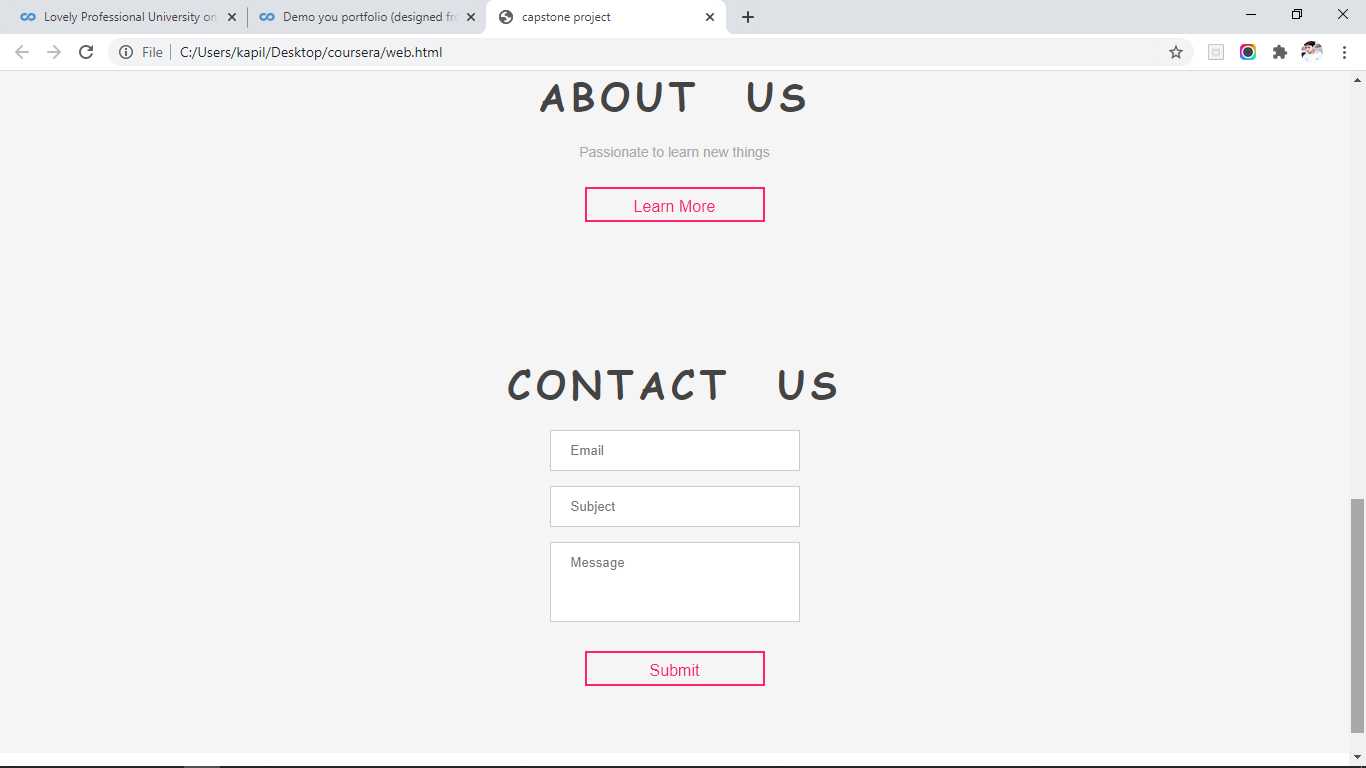 Lovely Professional University on
Demo you portfolio (designed fro
capstone project
File
C:/Users/kapil/Desktop/coursera/web.html
ABOUT US
Passionate to learn new things
Learn More
CONTACT US
Email
Subject
Message
Submit